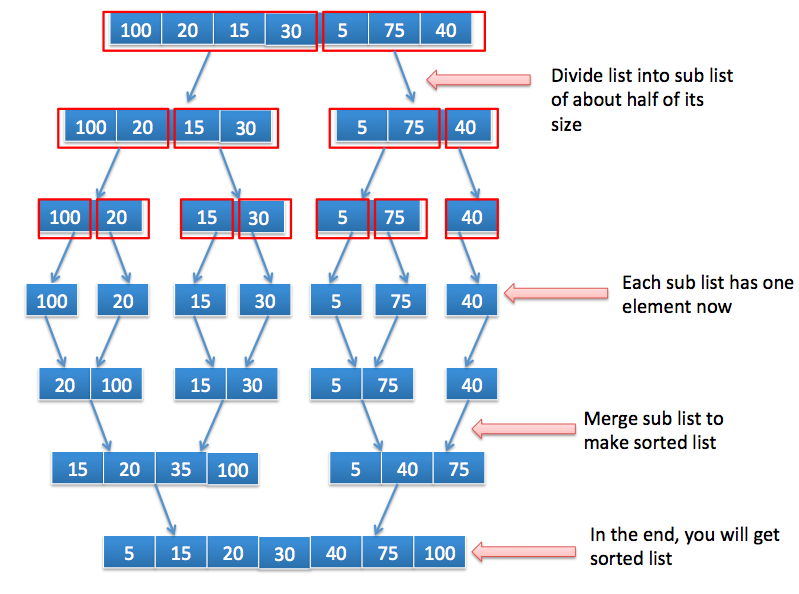 100 20 15 30 5 75 40
Divide list into sub list
of about half of its
size
100 20 15 30 5 75 40
100 20 15 30 5 75 40
Each sub list has one
element now
100 20 15 30 5 75 40
20 100 15 30 5 75 40
Merge sub list to
make sorted list
15 20 35 100 5 40 75
In the end, you will get
sorted list
5 15 20 30 40 75 100